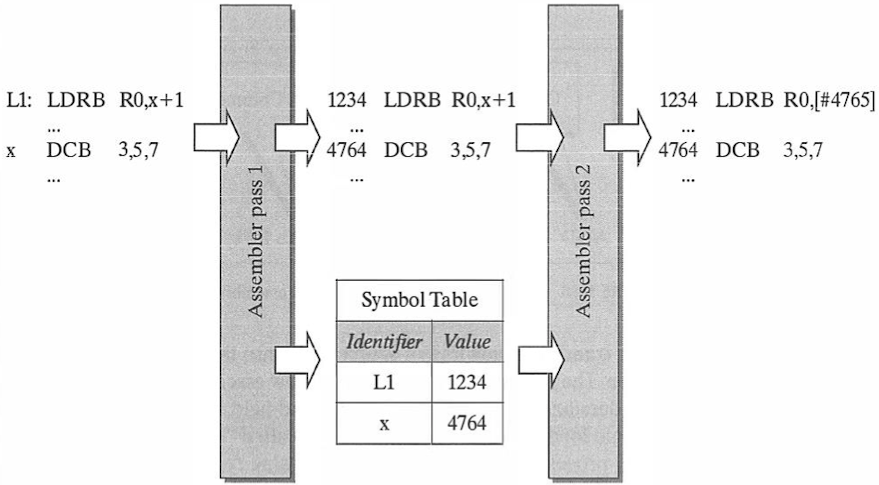 L1: LDRB R0,x+1
...
x DCB 3,5,7
...
Assembler pass 1
1234 LDRB R0,x+1
...
4764 DCB 3,5,7
...
Symbol Table
Identifier Value
L1 1234
x 4764
Assembler pass 2
1234 LDRB R0,[#4765]
...
4764 DCB 3,5,7
...